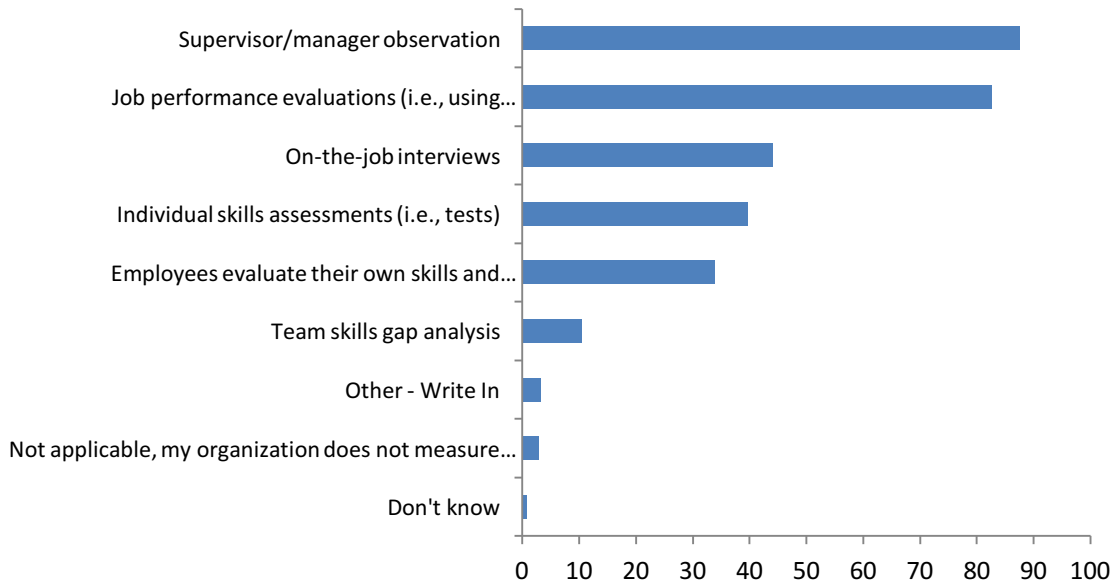 Supervisor/manager observation
Job performance evaluations (i.e., using...
On-the-job interviews
Individual skills assessments (i.e., tests)
Employees evaluate their own skills and...
Team skills gap analysis
Other - Write In
Not applicable, my organization does not measure...
Don't know
0 10 20 30 40 50 60 70 80 90 100